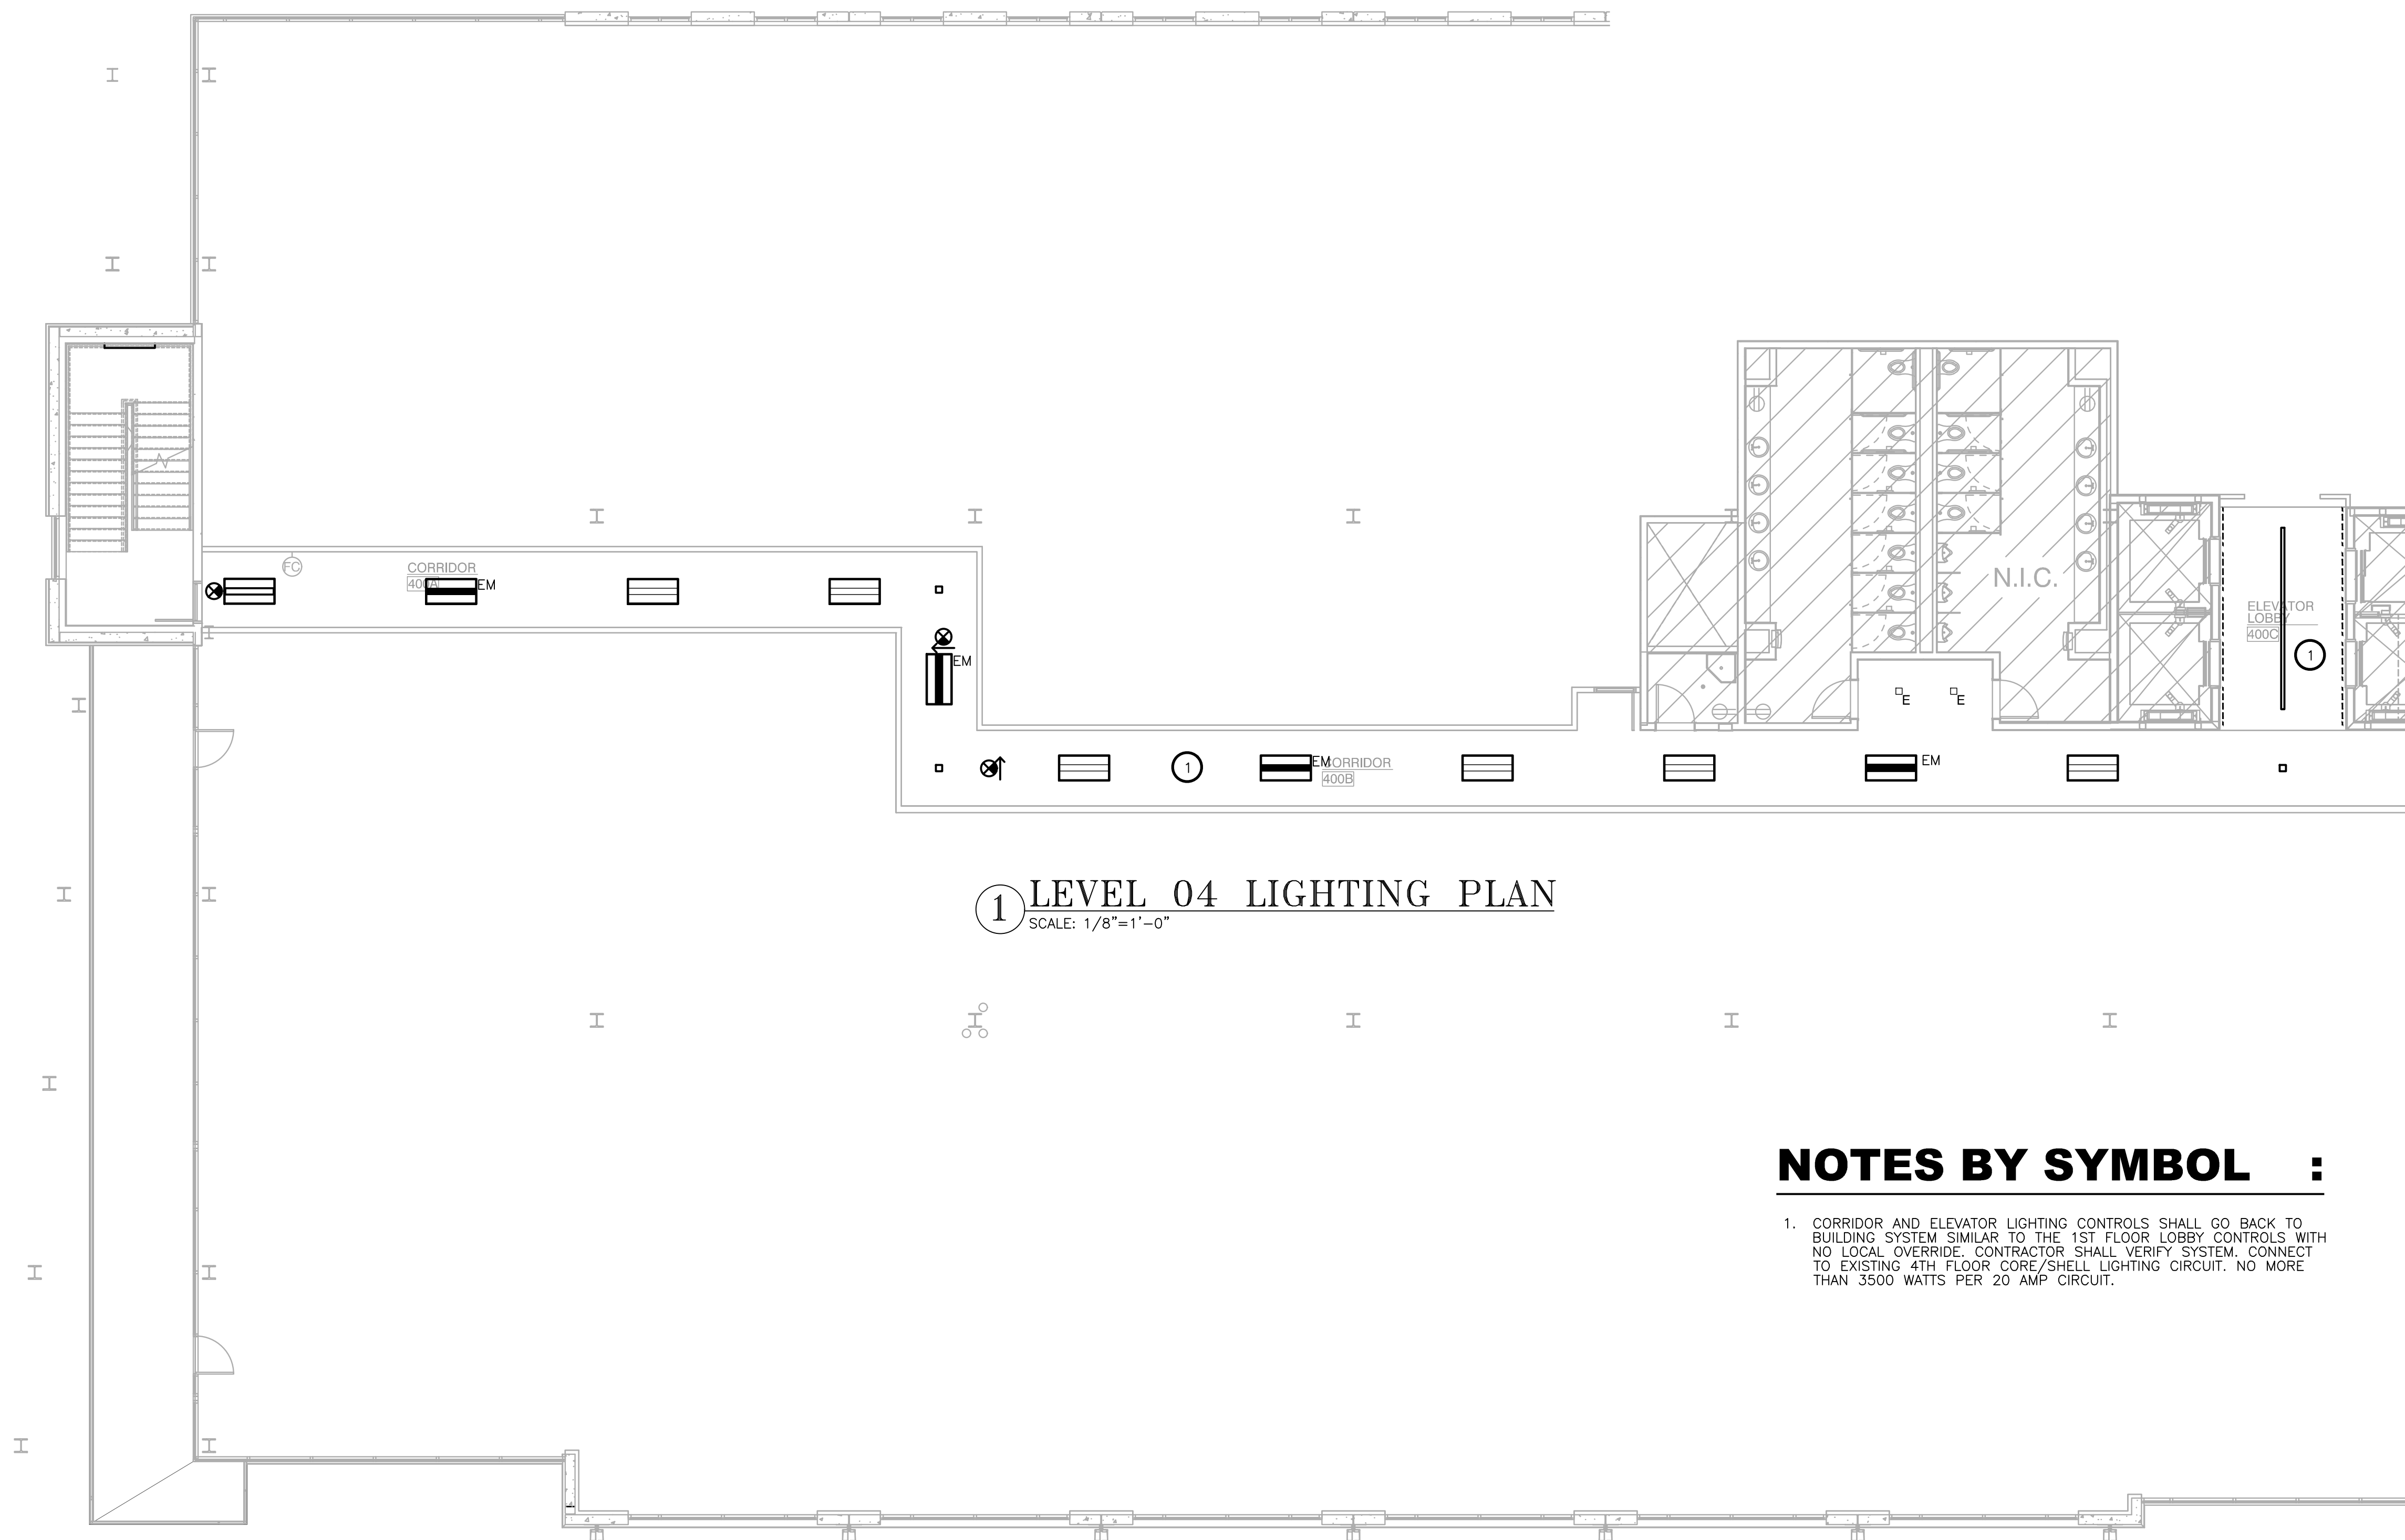 FC
CORRIDOR
400A
EM
EM
N.I.C.
ELEVATOR
LOBBY
400C
1
E
E
1
EM
CORRIDOR
400B
EM
1
LEVEL 04 LIGHTING PLAN
SCALE: 1/8"=1'-0"
NOTES BY SYMBOL :
1. CORRIDOR AND ELEVATOR LIGHTING CONTROLS SHALL GO BACK TO
BUILDING SYSTEM SIMILAR TO THE 1ST FLOOR LOBBY CONTROLS WITH
NO LOCAL OVERRIDE. CONTRACTOR SHALL VERIFY SYSTEM. CONNECT
TO EXISTING 4TH FLOOR CORE/SHELL LIGHTING CIRCUIT. NO MORE
THAN 3500 WATTS PER 20 AMP CIRCUIT.